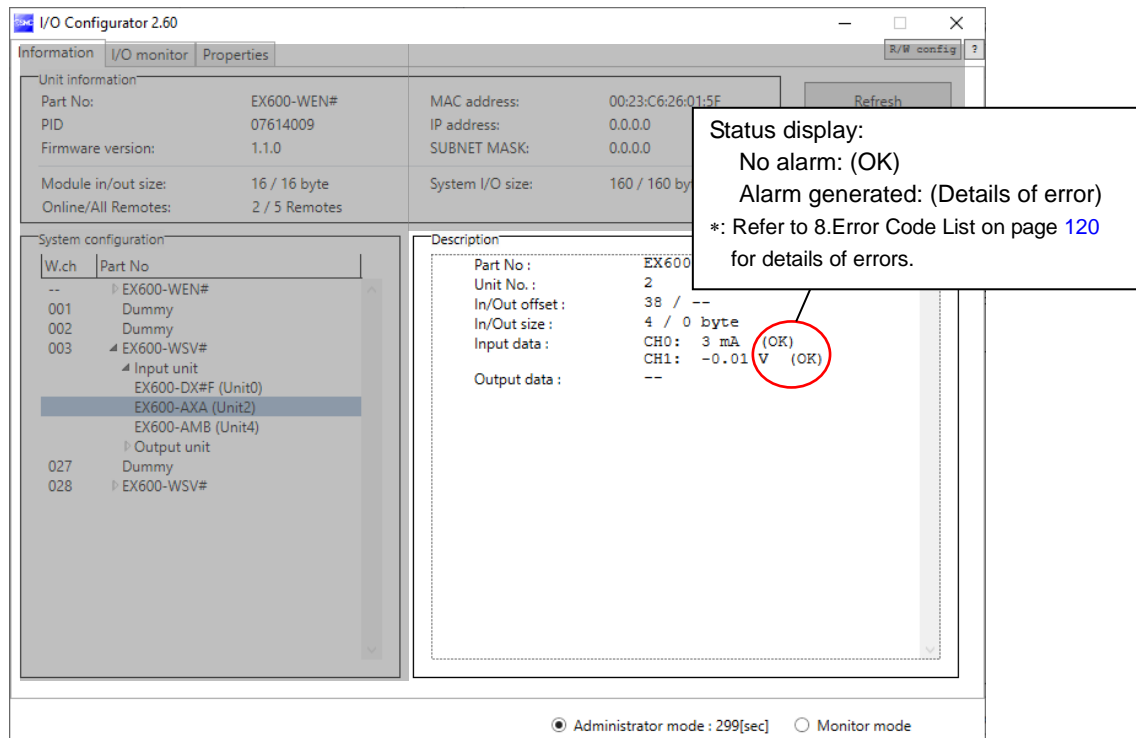 I/O Configurator 2.60
Information I/O monitor Properties R/W config ?
Unit information
Part No: EX600-WEN# MAC address: 00:23:C6:26:01:5F Refresh
PID 07614009 IP address: 0.0.0.0
Firmware version: 1.1.0 SUBNET MASK: 0.0.0.0
Module in/out size: 16 / 16 byte System I/O size: 160 / 160 by
Online/All Remotes: 2 / 5 Remotes
Status display:
No alarm: (OK)
Alarm generated: (Details of error)
*: Refer to 8.Error Code List on page 120
for details of errors.
System configuration
W.ch Part No
-- EX600-WEN#
001 Dummy
002 Dummy
003 EX600-WSV#
Input unit
EX600-DX#F (Unit0)
EX600-AXA (Unit2)
EX600-AMB (Unit4)
Output unit
027 Dummy
028 EX600-WSV#
Description
Part No : EX600
Unit No. : 2
In/Out offset : 38 / --
In/Out size : 4 / 0 byte
Input data : CH0: 3 mA (OK)
CH1: -0.01 V (OK)
Output data : --
Administrator mode : 299[sec] Monitor mode